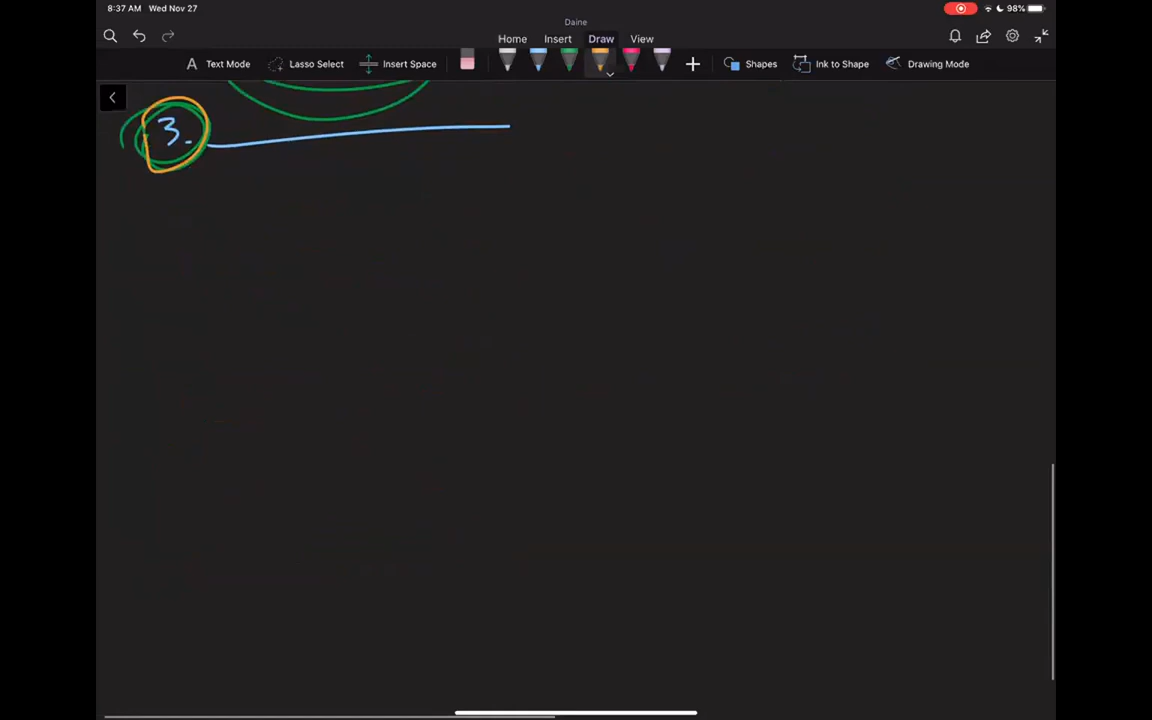 8:37 AM Wed Nov 27
98%
Daine
Home Insert Draw View
A Text Mode Lasso Select Insert Space Shapes Ink to Shape Drawing Mode
3.